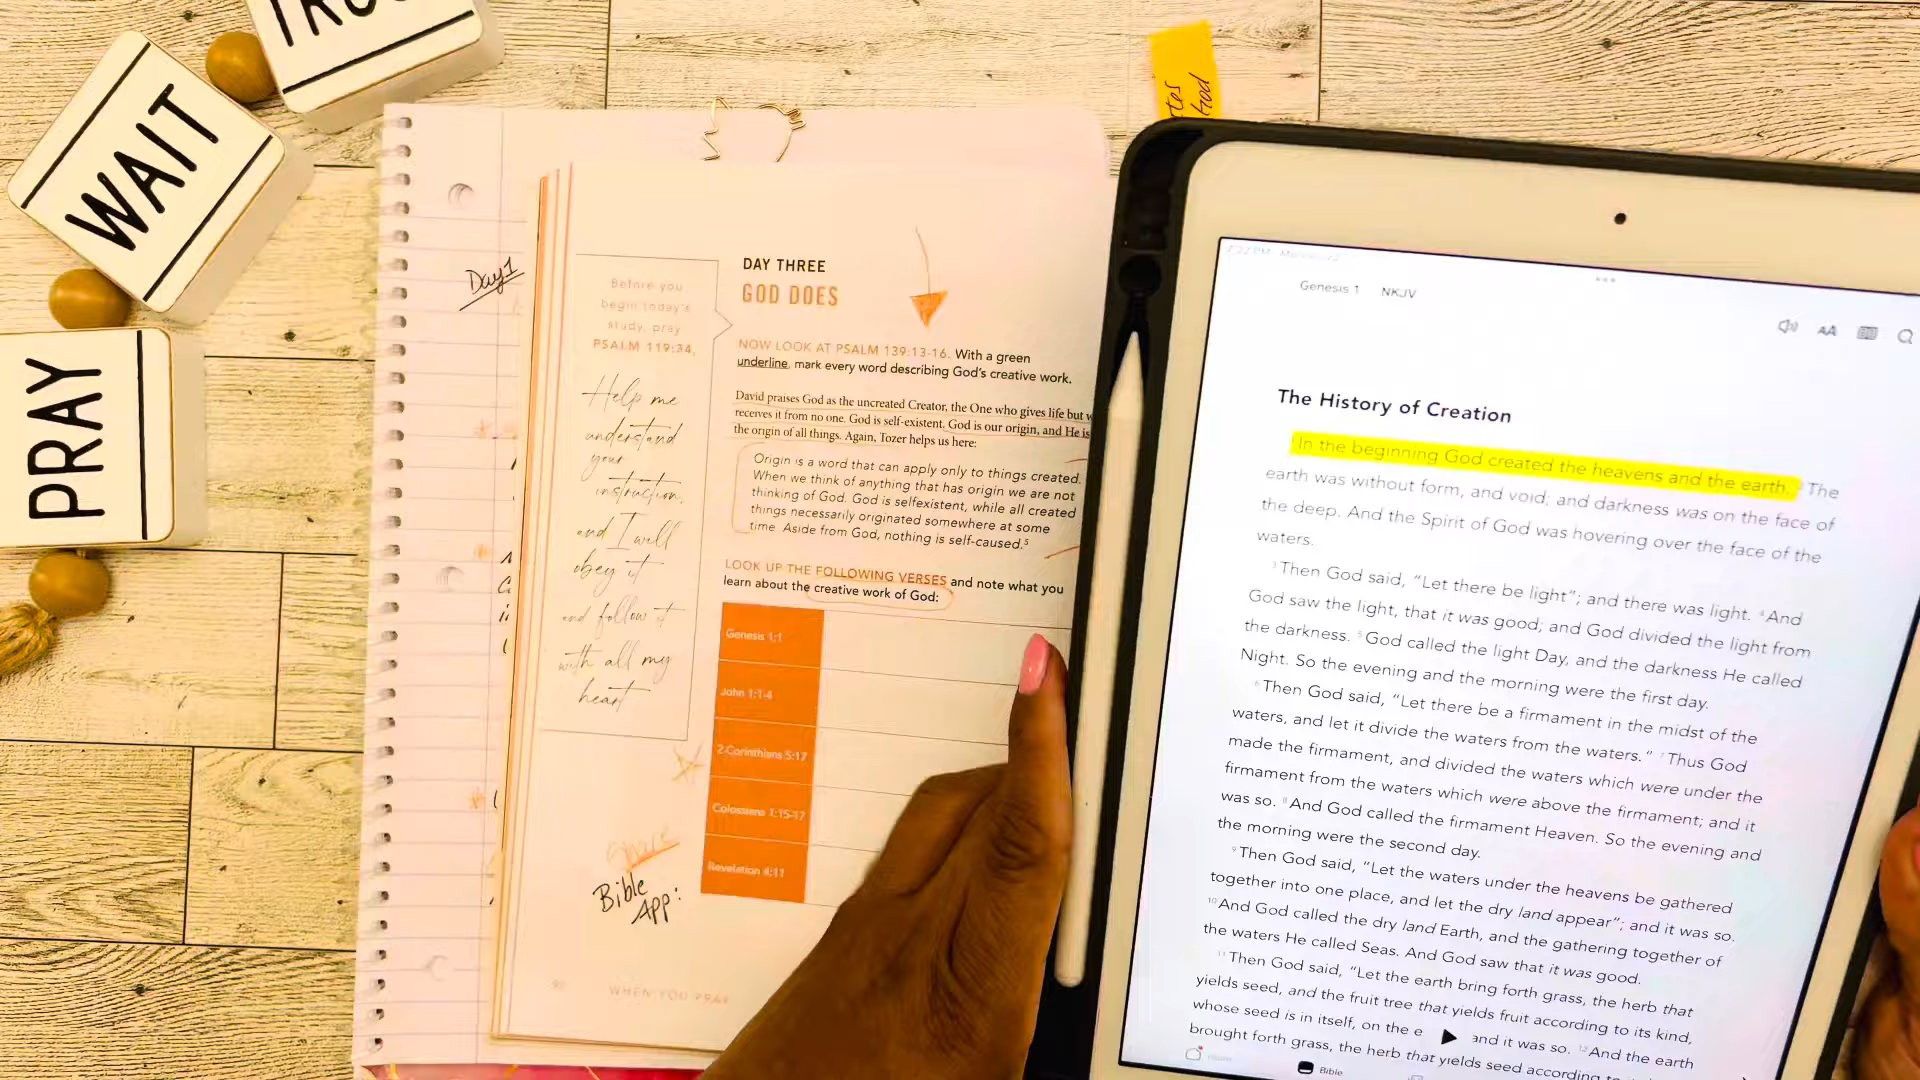 WAIT
PRAY
Day 1
Before you
begin today's
study, pray
PSALM 119:34,
Help me
understand
your
instruction,
and I will
obey it
and follow it
with all my
heart
Bible
App:
DAY THREE
GOD DOES
NOW LOOK AT PSALM 139:13-16. With a green
underline, mark every word describing God's creative work.
David praises God as the uncreated Creator, the One who gives life but
receives it from no one. God is self-existent. God is our origin, and He is
the origin of all things. Again, Tozer helps us here:
Origin is a word that can apply only to things created.
When we think of anything that has origin we are not
thinking of God. God is selfexistent, while all created
things necessarily originated somewhere at some
time. Aside from God, nothing is self-caused.5
LOOK UP THE FOLLOWING VERSES and note what you
learn about the creative work of God:
Genesis 1:1
John 1:1-4
2 Corinthians 5:17
Colossians 1:15-17
Revelation 4:11
WHEN YOU PRAY
God
Genesis 1 NKJV
AA
The History of Creation
In the beginning God created the heavens and the earth. The
earth was without form, and void; and darkness was on the face of
the deep. And the Spirit of God was hovering over the face of the
waters.
3 Then God said, “Let there be light”; and there was light. 4 And
God saw the light, that it was good; and God divided the light from
the darkness. 5 God called the light Day, and the darkness He called
Night. So the evening and the morning were the first day.
6 Then God said, “Let there be a firmament in the midst of the
waters, and let it divide the waters from the waters.” 7 Thus God
made the firmament, and divided the waters which were under the
firmament from the waters which were above the firmament; and it
was so. 8 And God called the firmament Heaven. So the evening and
the morning were the second day.
9 Then God said, “Let the waters under the heavens be gathered
together into one place, and let the dry land appear”; and it was so.
10 And God called the dry land Earth, and the gathering together of
the waters He called Seas. And God saw that it was good.
11 Then God said, “Let the earth bring forth grass, the herb that
yields seed, and the fruit tree that yields fruit according to its kind,
whose seed is in itself, on the e and it was so. 12 And the earth
brought forth grass, the herb that yields seed according to
Bible